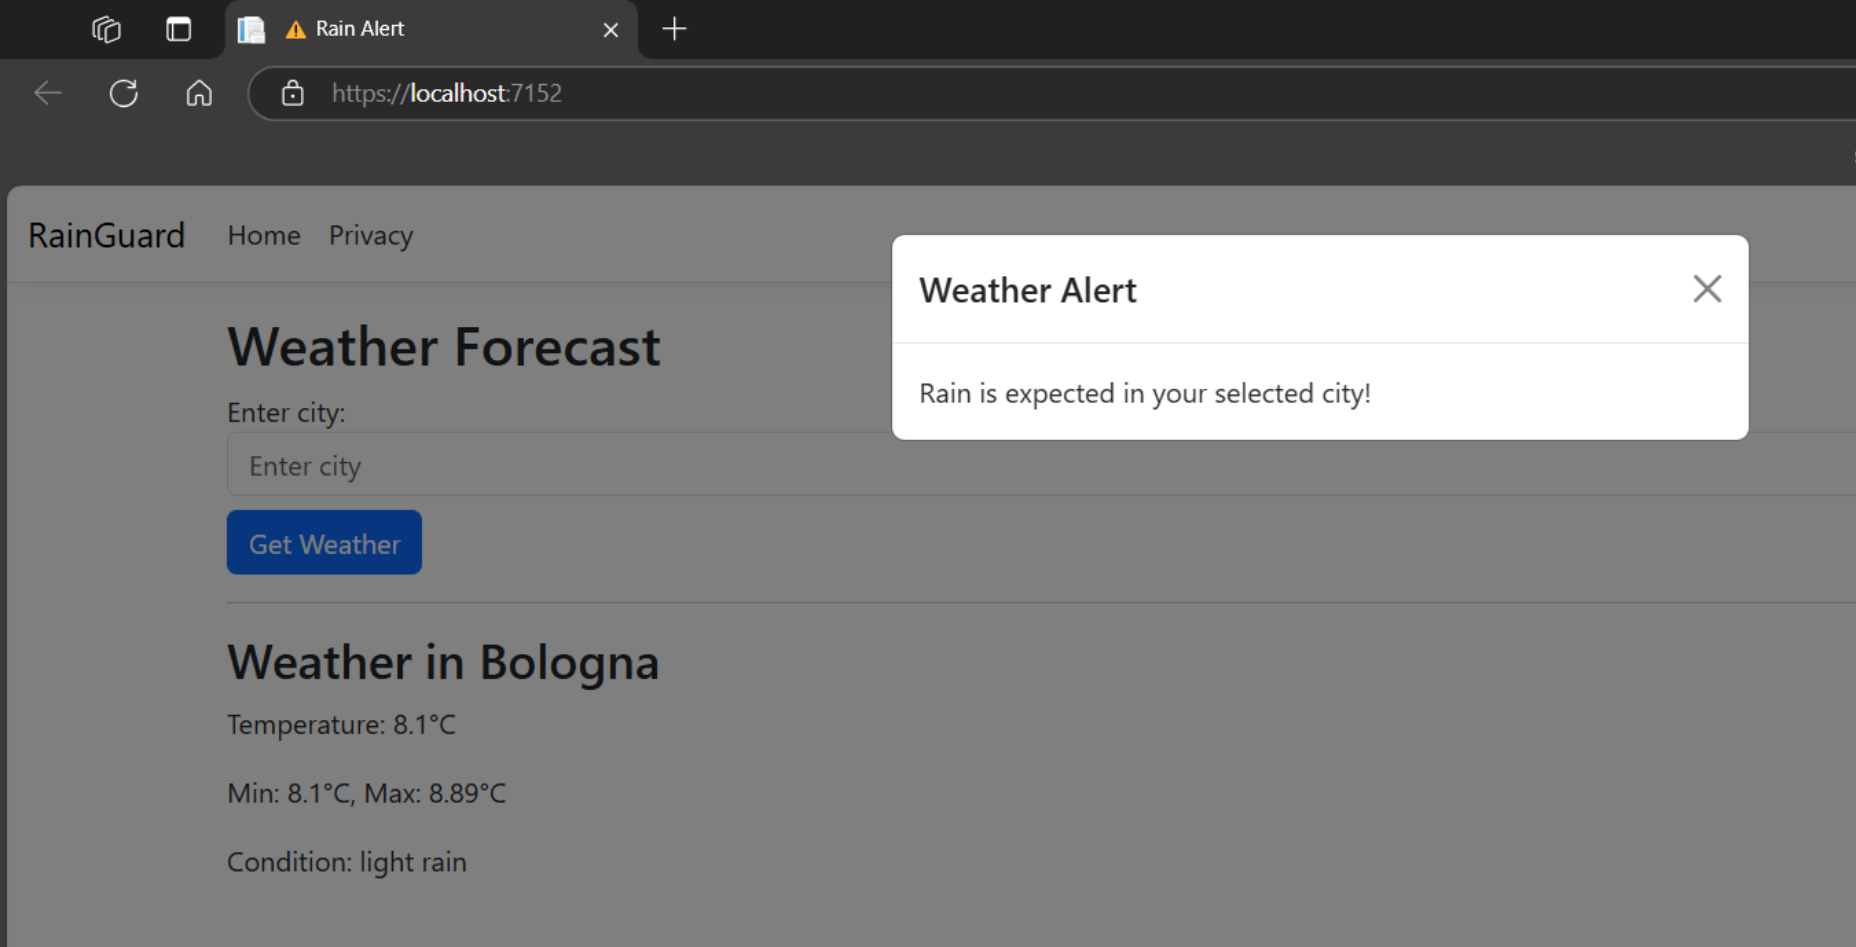 Rain Alert
https://localhost:7152
RainGuard Home Privacy
Weather Alert
Rain is expected in your selected city!
Weather Forecast
Enter city:
Enter city
Get Weather
Weather in Bologna
Temperature: 8.1°C
Min: 8.1°C, Max: 8.89°C
Condition: light rain